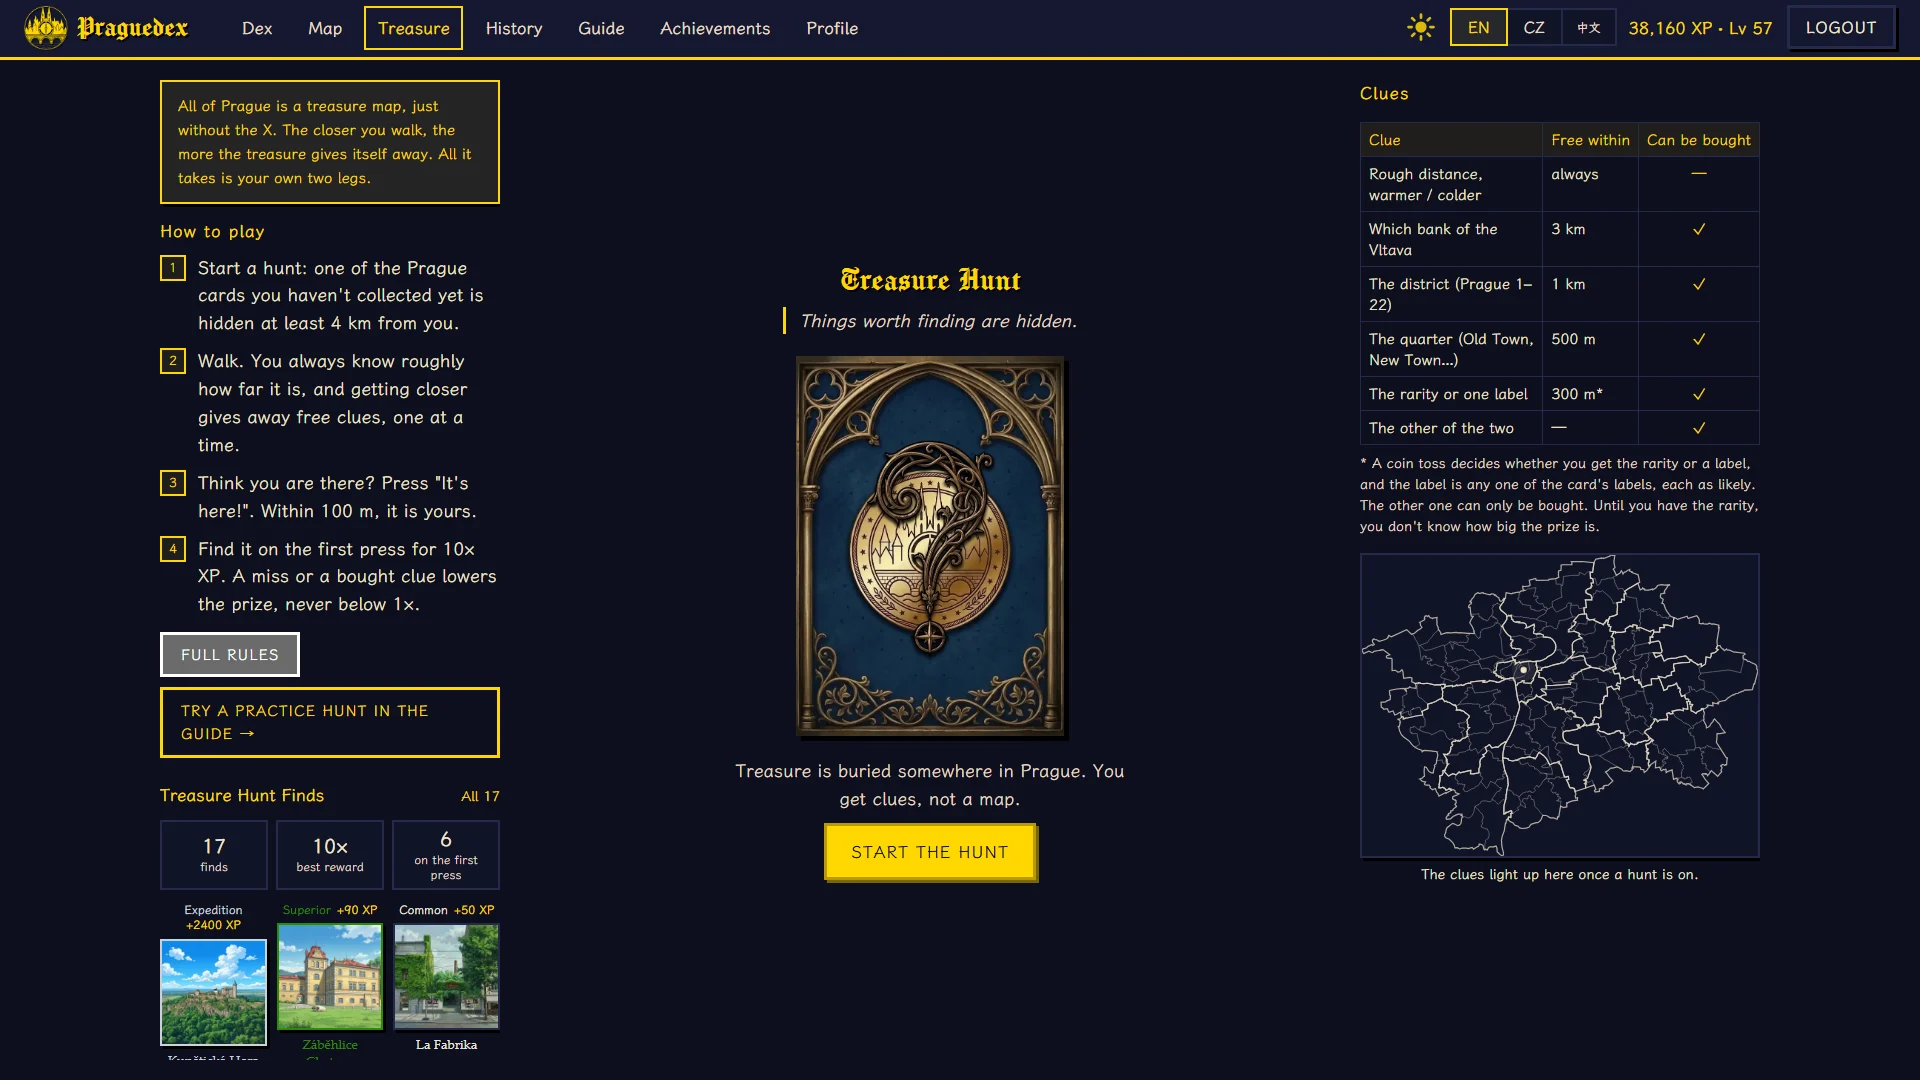 Praguedex
Dex
Map
Treasure
History
Guide
Achievements
Profile
EN
CZ
中文
38,160 XP • Lv 57
LOGOUT
All of Prague is a treasure map, just
without the X. The closer you walk, the
more the treasure gives itself away. All it
takes is your own two legs.
How to play
1
Start a hunt: one of the Prague
cards you haven't collected yet is
hidden at least 4 km from you.
2
Walk. You always know roughly
how far it is, and getting closer
gives away free clues, one at a
time.
3
Think you are there? Press "It's
here!". Within 100 m, it is yours.
4
Find it on the first press for 10×
XP. A miss or a bought clue lowers
the prize, never below 1×.
FULL RULES
TRY A PRACTICE HUNT IN THE
GUIDE →
Treasure Hunt Finds
All 17
17
finds
10×
best reward
6
on the first
press
Expedition
+2400 XP
Superior +90 XP
Záběhlice
Common +50 XP
La Fabrika
Treasure Hunt
Things worth finding are hidden.
Treasure is buried somewhere in Prague. You
get clues, not a map.
START THE HUNT
Clues
Clue Free within Can be bought
Rough distance,
warmer / colder
always —
Which bank of the
Vltava
3 km ✓
The district (Prague 1–
22)
1 km ✓
The quarter (Old Town,
New Town...)
500 m ✓
The rarity or one label 300 m* ✓
The other of the two — ✓
* A coin toss decides whether you get the rarity or a label,
and the label is any one of the card's labels, each as likely.
The other one can only be bought. Until you have the rarity,
you don't know how big the prize is.
The clues light up here once a hunt is on.